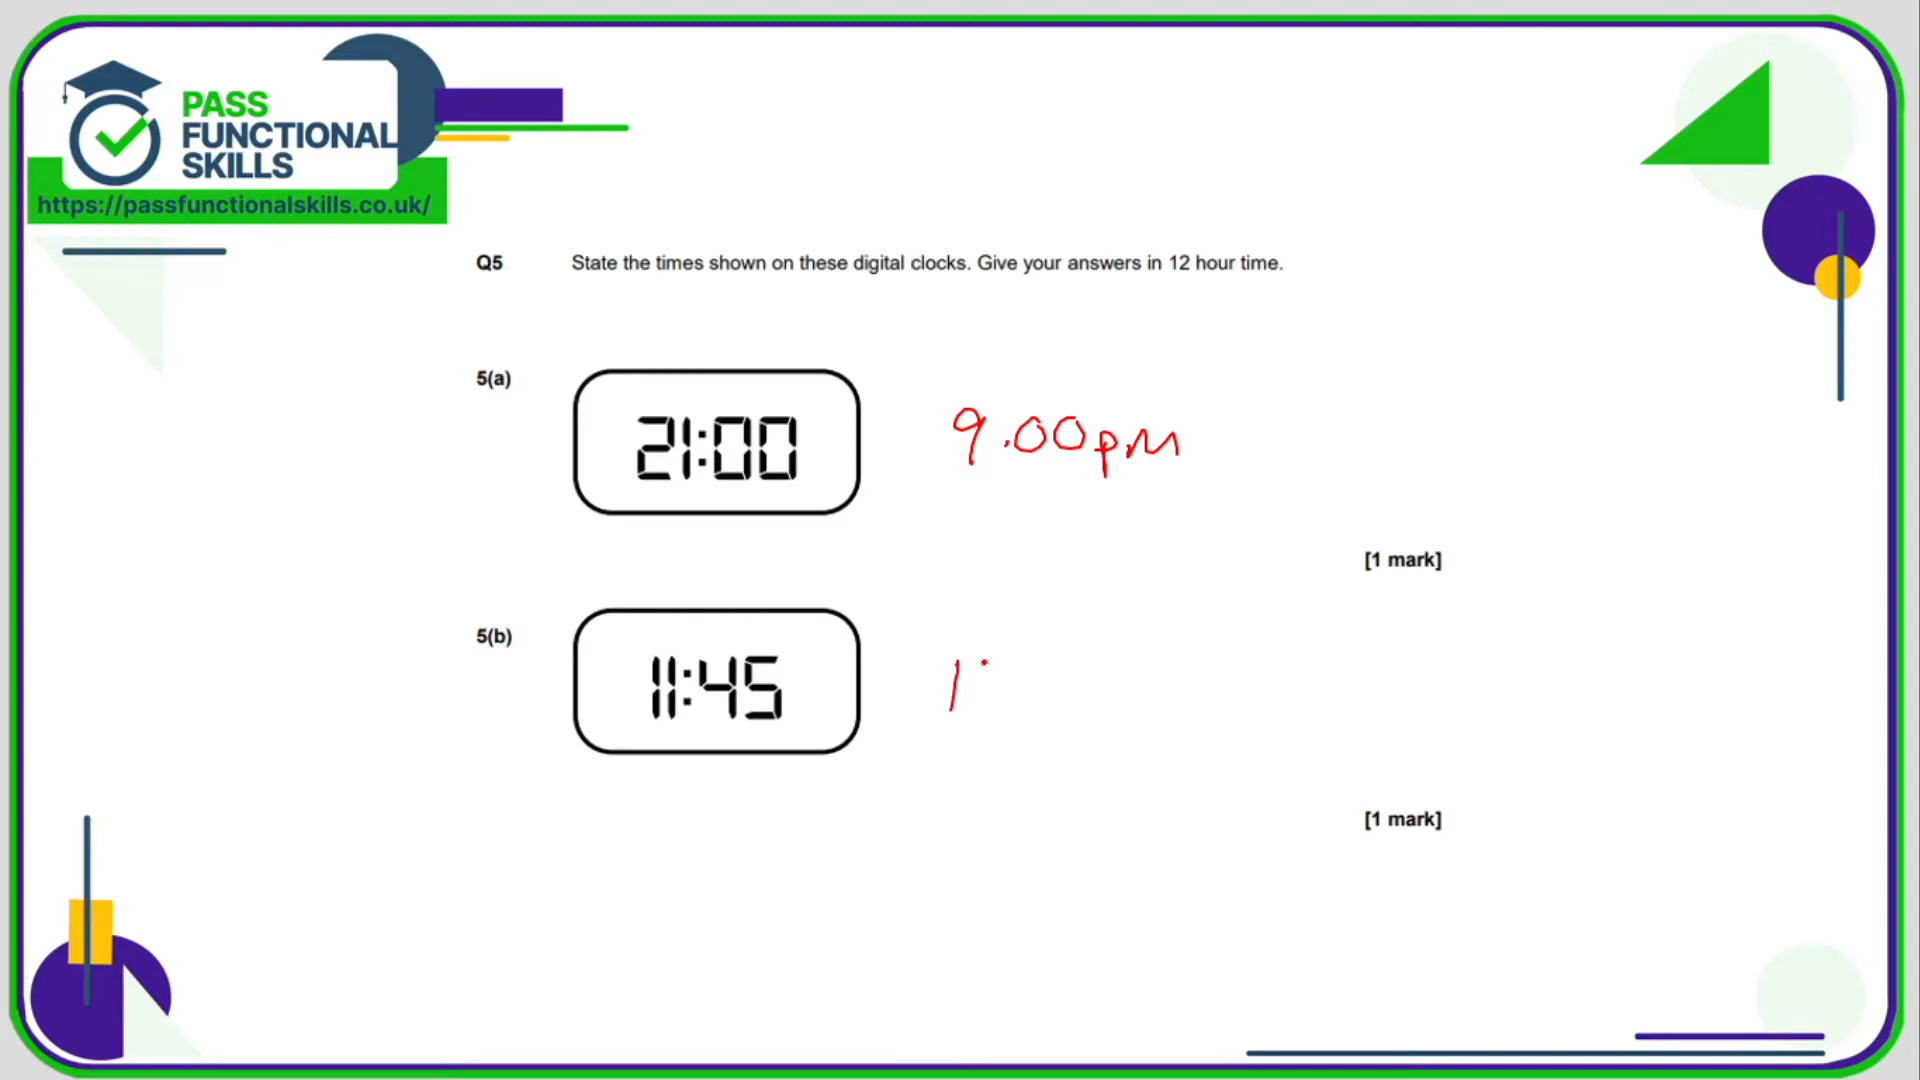 PASS
FUNCTIONAL
SKILLS
https://passfunctionalskills.co.uk/
Q5 State the times shown on these digital clocks. Give your answers in 12 hour time.
5(a) 21:00 9.00pm
[1 mark]
5(b) 11:45 1
[1 mark]